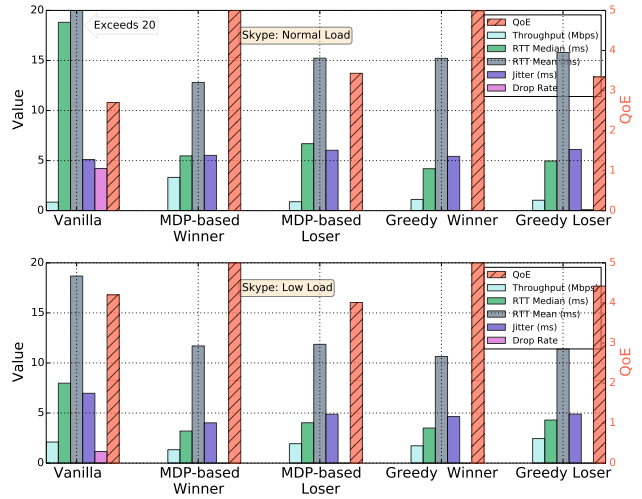 20
Exceeds 20
Skype: Normal Load
QoE
Throughput (Mbps)
RTT Median (ms)
RTT Mean (ms)
Jitter (ms)
Drop Rate
5
15
4
Value
10
3
QoE
2
5
1
0
0
Vanilla
MDP-based
Winner
MDP-based
Loser
Greedy Winner
Greedy Loser
20
Skype: Low Load
QoE
Throughput (Mbps)
RTT Median (ms)
RTT Mean (ms)
Jitter (ms)
Drop Rate
5
15
4
Value
10
3
QoE
2
5
1
0
0
Vanilla
MDP-based
Winner
MDP-based
Loser
Greedy Winner
Greedy Loser